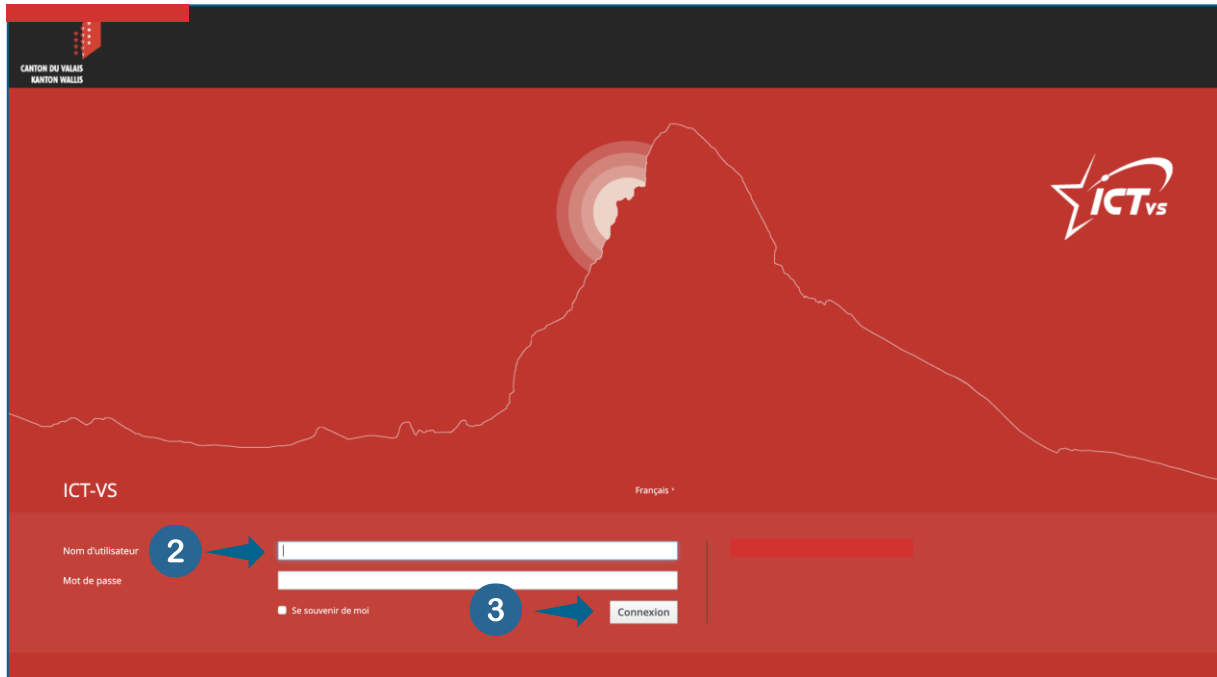 CANTON DU VALAIS
KANTON WALLIS
ICTVS
ICT-VS
Français
Nom d'utilisateur
2
Mot de passe
Se souvenir de moi
3
Connexion